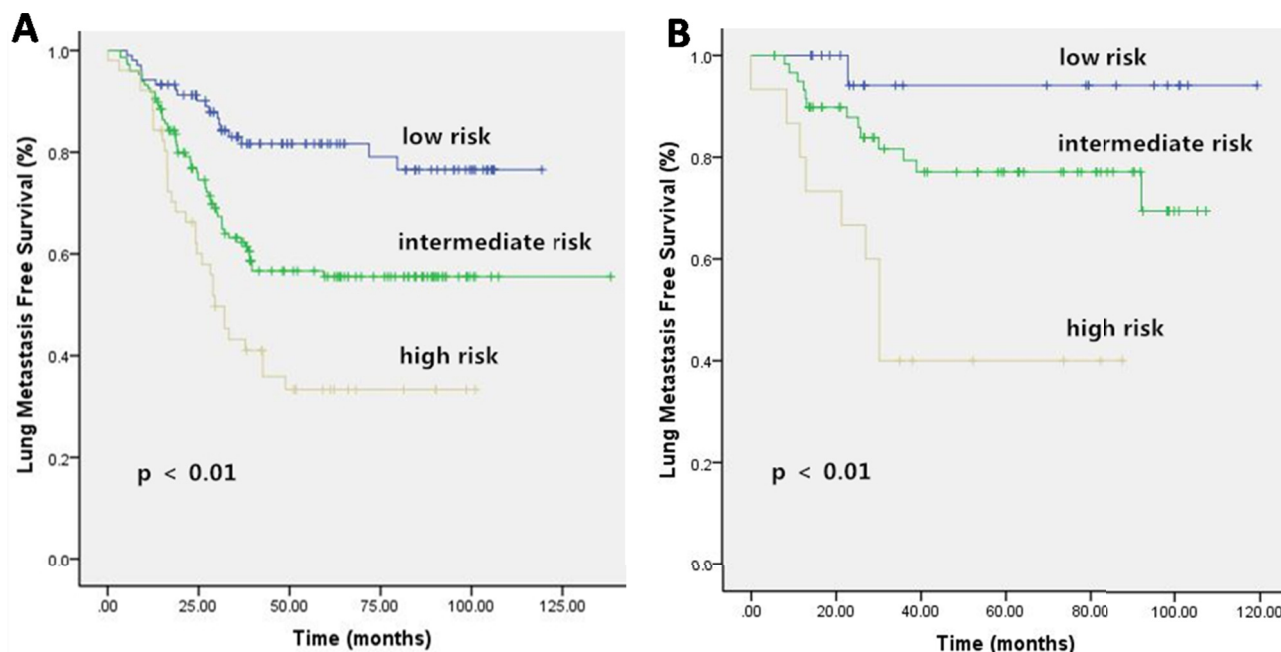 A
Lung Metastasis Free Survival (%)
1.0
0.8
0.6
0.4
0.2
0.0
low risk
intermediate risk
high risk
p < 0.01
.00 25.00 50.00 75.00 100.00 125.00
Time (months)
B
Lung Metastasis Free Survival (%)
1.0
0.8
0.6
0.4
0.2
0.0
low risk
intermediate risk
high risk
p < 0.01
.00 20.00 40.00 60.00 80.00 100.00 120.00
Time (months)